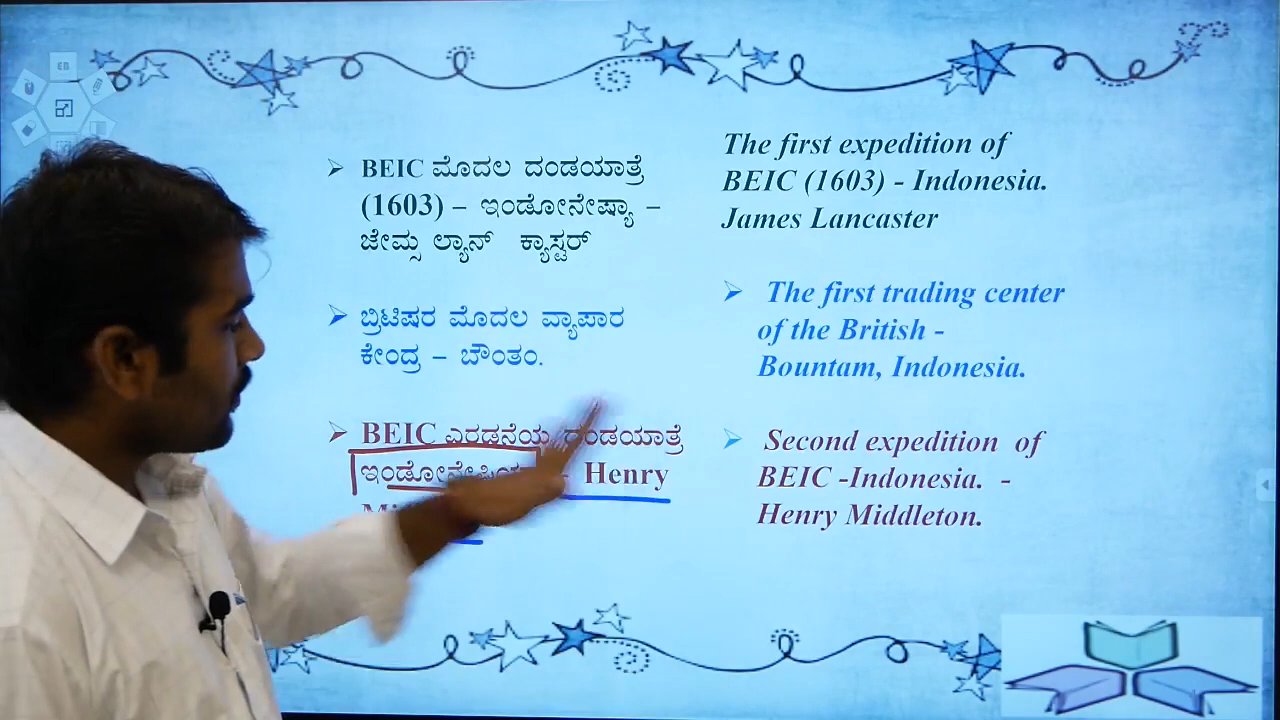 BEIC ಮೊದಲ ದಂಡಯಾತ್ರೆ
(1603) – ಇಂಡೋನೇಷ್ಯಾ –
ಜೇಮ್ಸ ಲ್ಯಾನ್ ಕ್ಯಾಸ್ಟರ್
ಬ್ರಿಟಿಷರ ಮೊದಲ ವ್ಯಾಪಾರ
ಕೇಂದ್ರ – ಬೌಂತಂ.
BEIC ಎರಡನೆಯ ದಂಡಯಾತ್ರೆ
– Henry
The first expedition of
BEIC (1603) - Indonesia.
James Lancaster
The first trading center
of the British -
Bountam, Indonesia.
Second expedition of
BEIC -Indonesia. -
Henry Middleton.